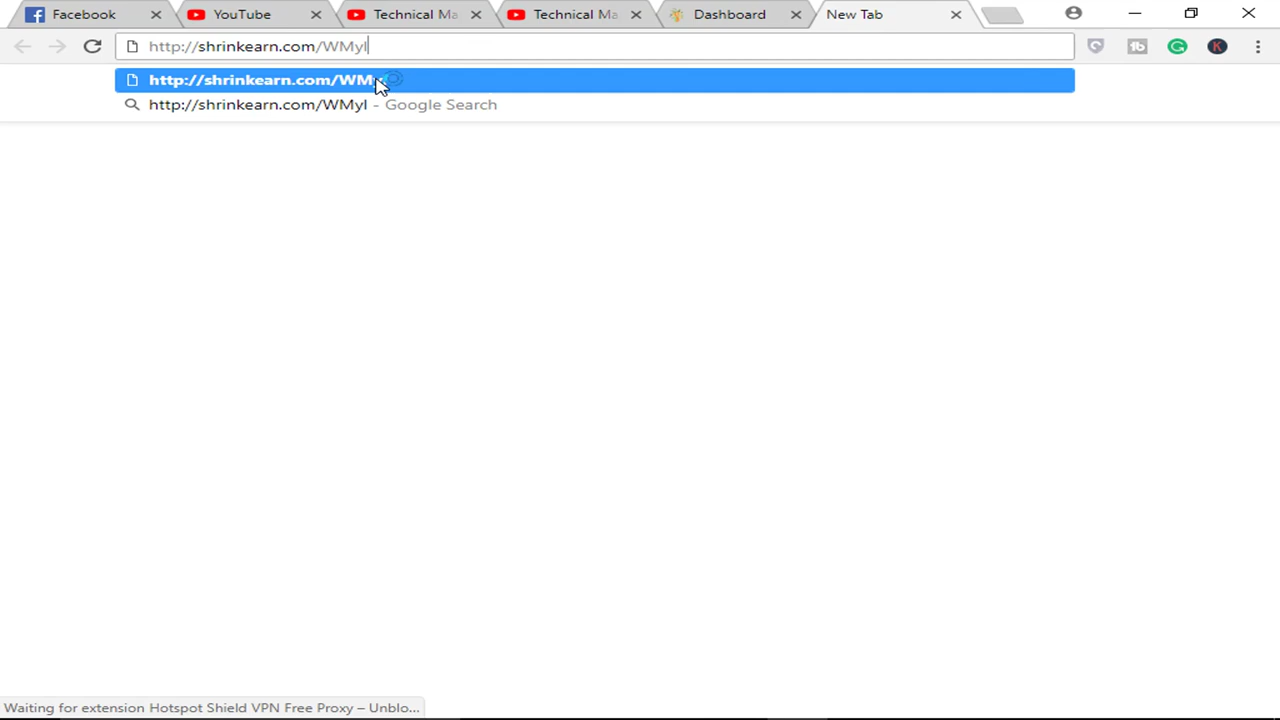 Facebook
YouTube
Technical Ma
Technical Ma
Dashboard
New Tab
http://shrinkearn.com/WMyl
http://shrinkearn.com/WMy
http://shrinkearn.com/WMyl - Google Search
Waiting for extension Hotspot Shield VPN Free Proxy – Unblo...